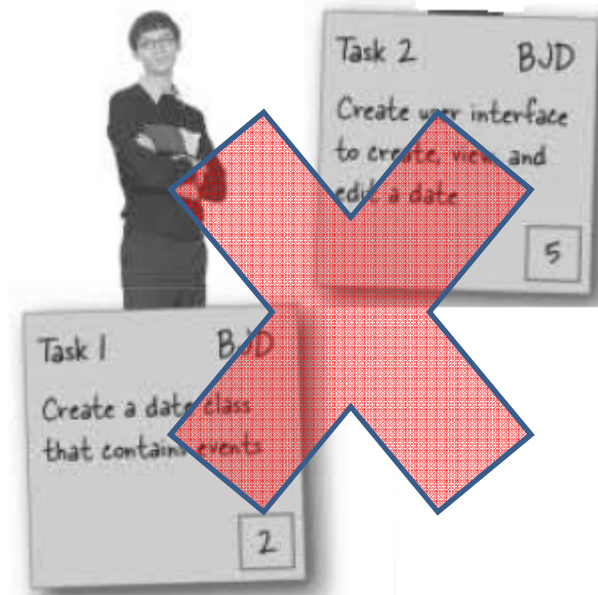 Task 2 BJD
Create user interface
to create, view, and
edit a date
5
Task 1 BJD
Create a date class
that contains events
2